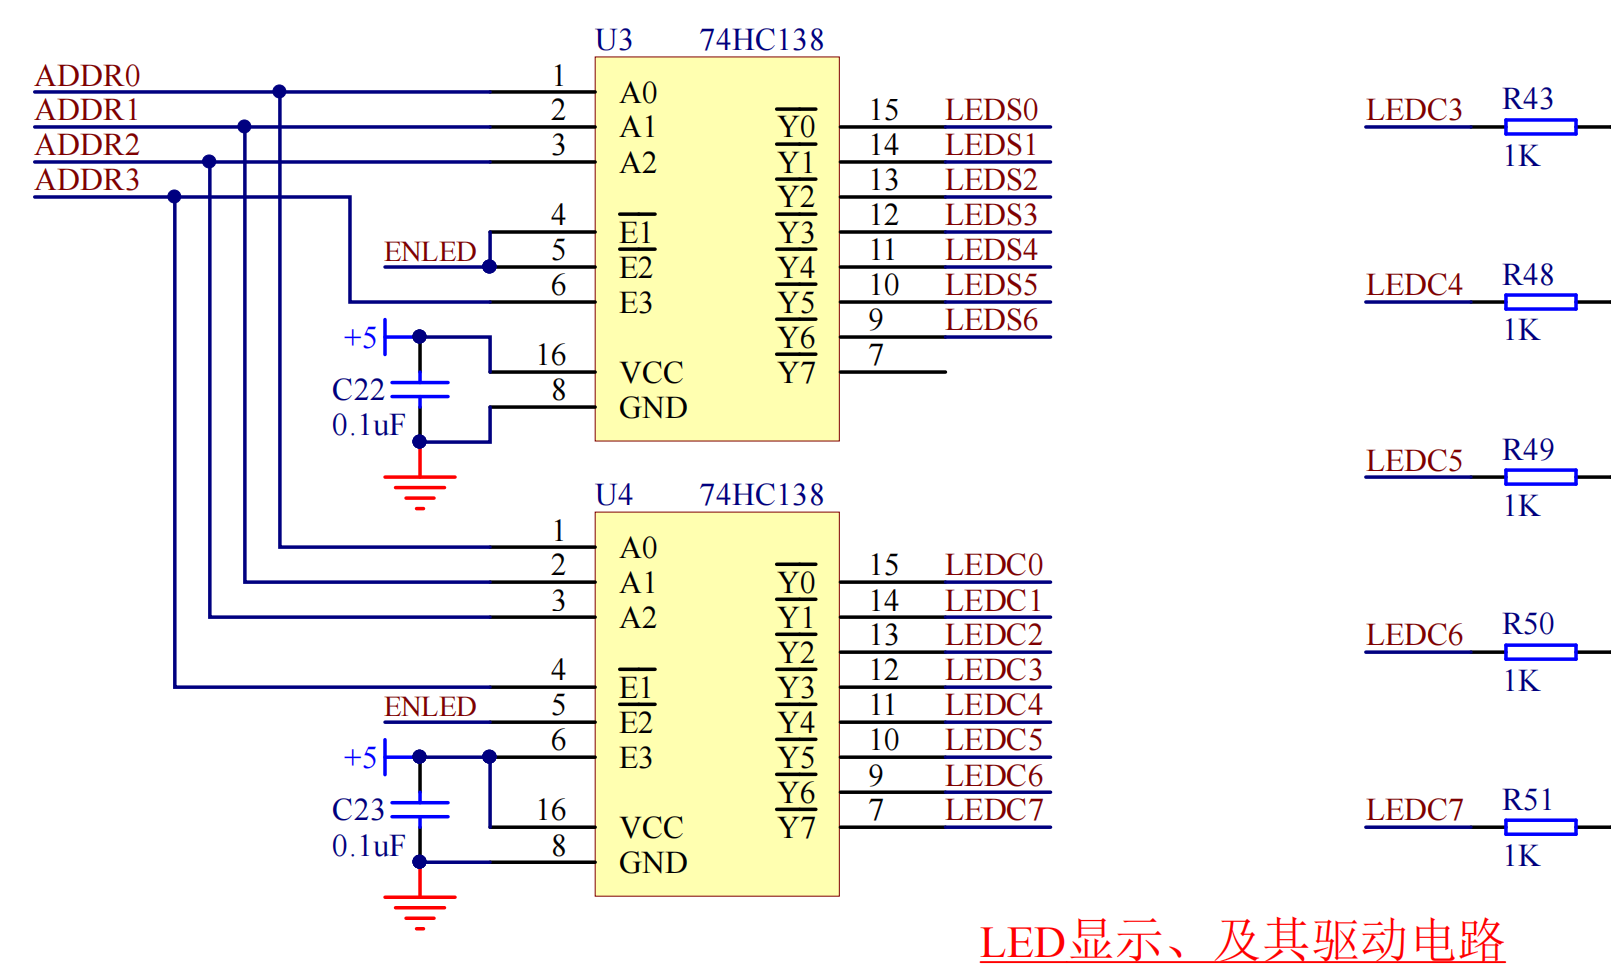 U3 74HC138
ADDR0 1 A0
ADDR1 2 A1 Y0 15 LEDS0
ADDR2 3 A2 Y1 14 LEDS1
ADDR3 Y2 13 LEDS2
4 E1 Y3 12 LEDS3
ENLED 5 E2 Y4 11 LEDS4
6 E3 Y5 10 LEDS5
+5 Y6 9 LEDS6
16 VCC Y7 7
C22 8 GND
0.1uF
U4 74HC138
1 A0
2 A1 Y0 15 LEDC0
3 A2 Y1 14 LEDC1
Y2 13 LEDC2
4 E1 Y3 12 LEDC3
ENLED 5 E2 Y4 11 LEDC4
+5 6 E3 Y5 10 LEDC5
Y6 9 LEDC6
C23 16 VCC Y7 7 LEDC7
0.1uF 8 GND
LEDC3 R43
1K
LEDC4 R48
1K
LEDC5 R49
1K
LEDC6 R50
1K
LEDC7 R51
1K
LED显示、及其驱动电路